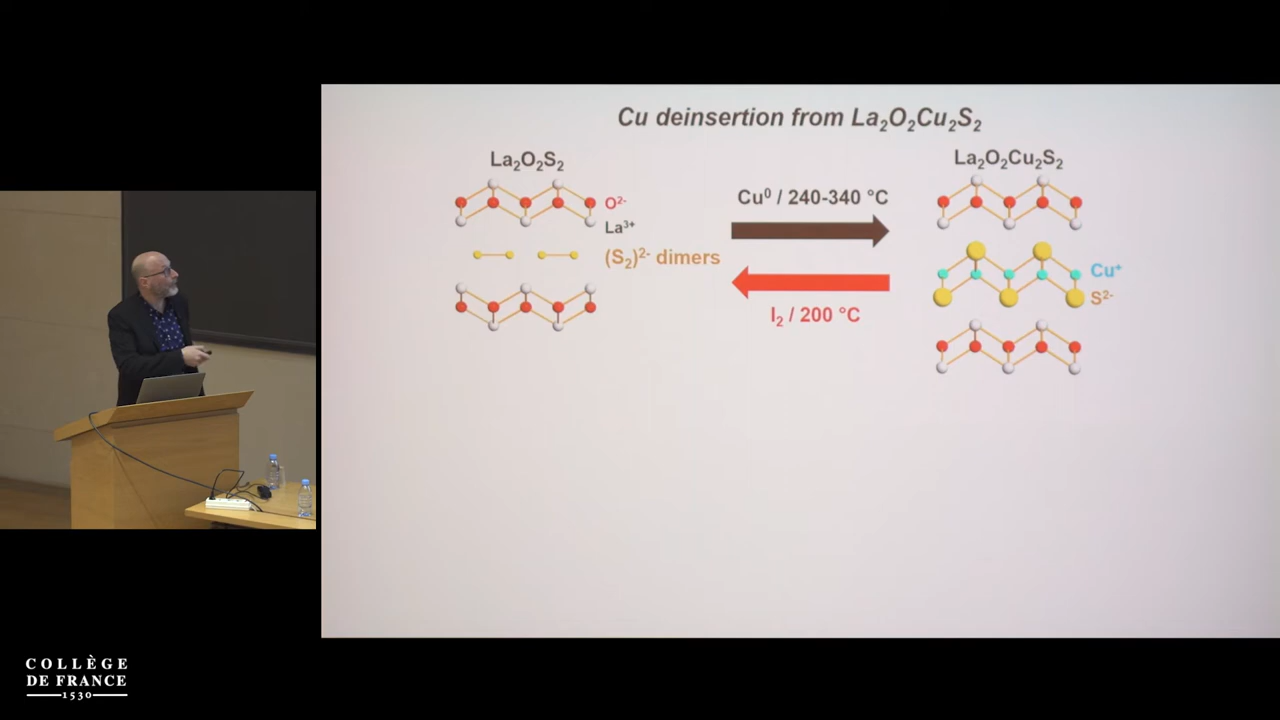 Cu deinsertion from La₂O₂Cu₂S₂
La₂O₂S₂
La₂O₂Cu₂S₂
Cu⁰ / 240-340 °C
O²⁻
La³⁺
(S₂)²⁻ dimers
I₂ / 200 °C
Cu⁺
S²⁻
COLLÈGE
DE FRANCE
1530